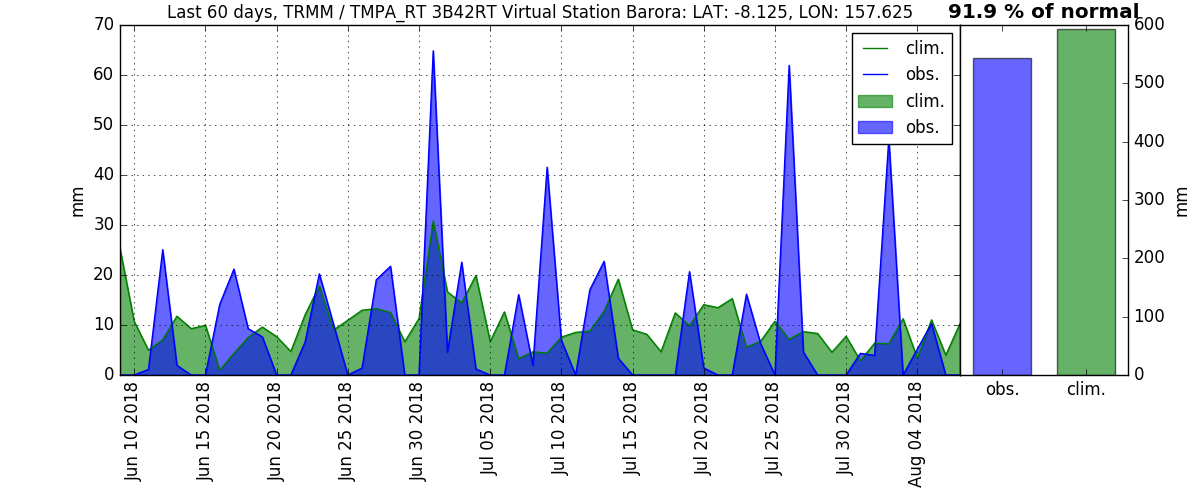 Last 60 days, TRMM / TMPA_RT 3B42RT Virtual Station Barora: LAT: -8.125, LON: 157.625
91.9 % of normal
70
60
50
40
30
20
10
0
mm
clim.
obs.
clim.
obs.
Jun 10 2018
Jun 15 2018
Jun 20 2018
Jun 25 2018
Jun 30 2018
Jul 05 2018
Jul 10 2018
Jul 15 2018
Jul 20 2018
Jul 25 2018
Jul 30 2018
Aug 04 2018
600
500
400
300
200
100
0
mm
obs.
clim.